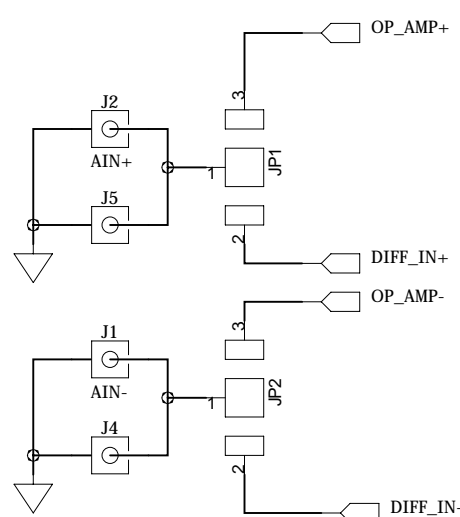 OP_AMP+
3
J2
AIN+
1
JP1
J5
2
DIFF_IN+
OP_AMP-
3
J1
AIN-
1
JP2
J4
2
DIFF_IN-